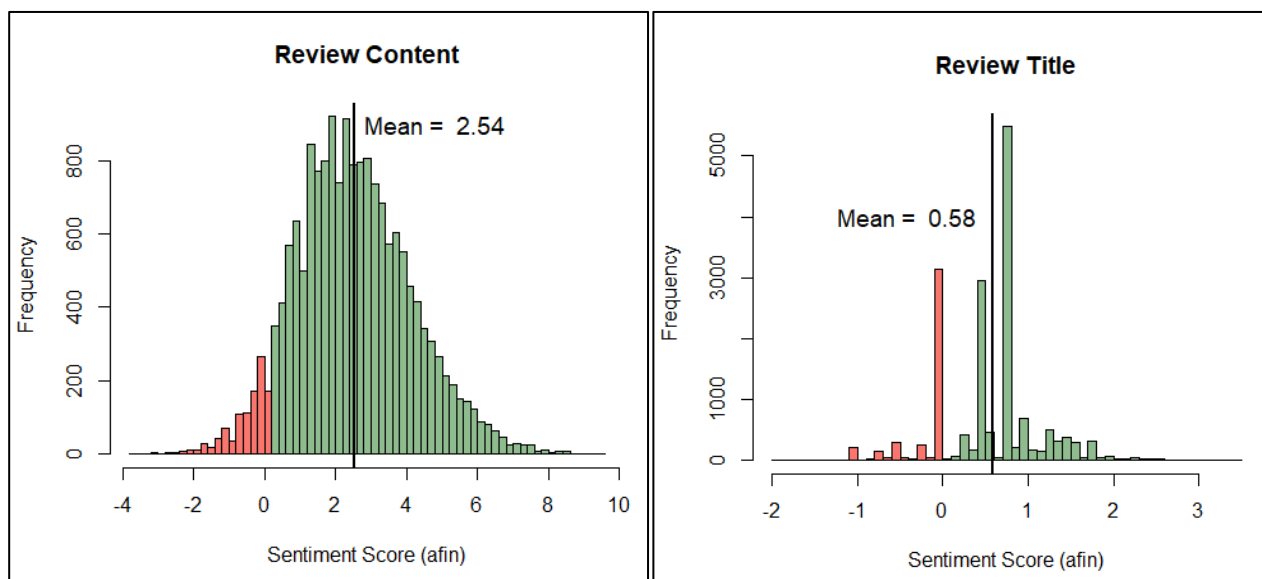 Review Content
Mean = 2.54
Frequency
0
200
400
600
800
-4
-2
0
2
4
6
8
10
Sentiment Score (afin)
Review Title
Mean = 0.58
Frequency
0
1000
3000
5000
-2
-1
0
1
2
3
Sentiment Score (afin)